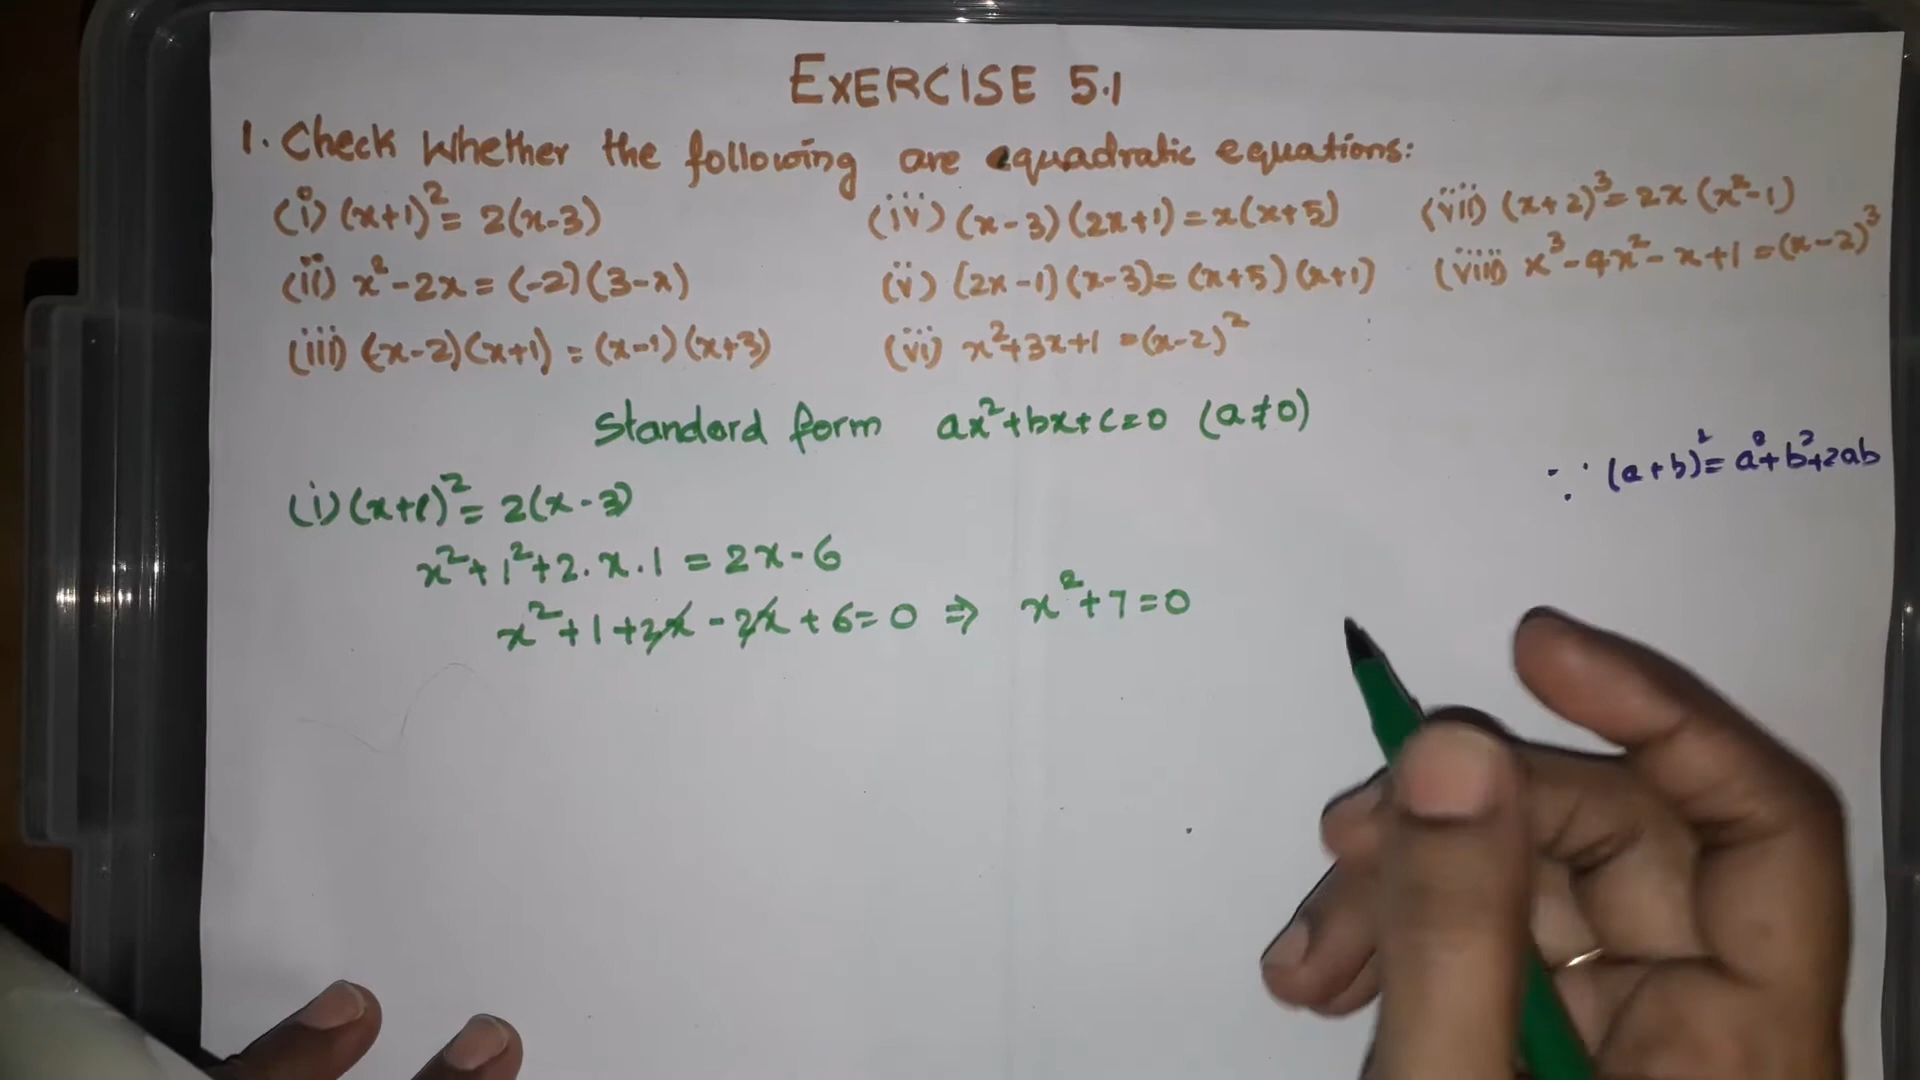 EXERCISE 5.1
1. Check whether the following are quadratic equations:
(i) (x+1)² = 2(x-3)
(ii) x²-2x = (-2)(3-x)
(iii) (x-2)(x+1) = (x-1)(x+3)
(iv) (x-3)(2x+1) = x(x+5)
(v) (2x-1)(x-3) = (x+5)(x+1)
(vi) x²+3x+1 = (x-2)²
(vii) (x+2)³ = 2x(x²-1)
(viii) x³-4x²-x+1 = (x-2)³
Standard form ax²+bx+c=0 (a≠0)
∵ (a+b)² = a²+b²+2ab
(i) (x+1)² = 2(x-3)
x²+1²+2.x.1 = 2x-6
x²+1+2x-2x+6=0 ⇒ x²+7=0